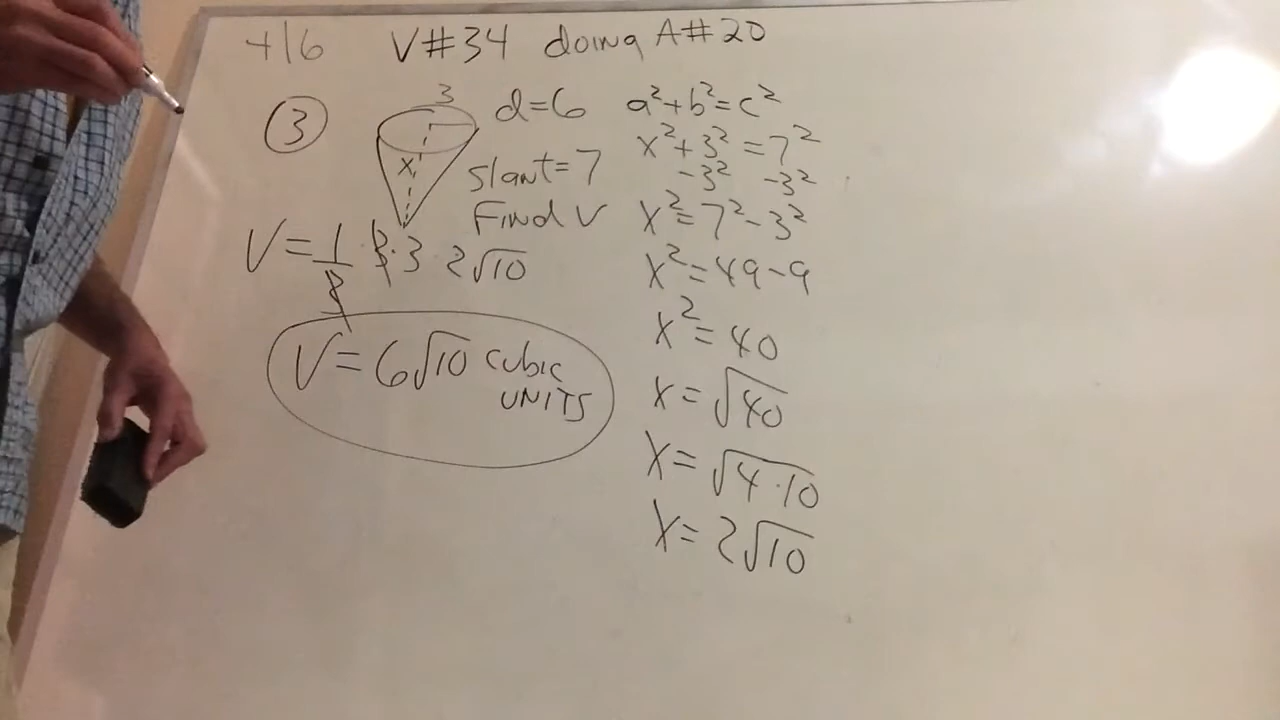 416 V#34 doing A#20
③
3
d=6
x
slant=7
Find V
V=1/3 3·3 2√10
V=6√10 cubic
UNITS
a²+b²=c²
x²+3²=7²
-3² -3²
x²=7²-3²
x²=49-9
x²=40
x=√40
x=√4·10
x=2√10